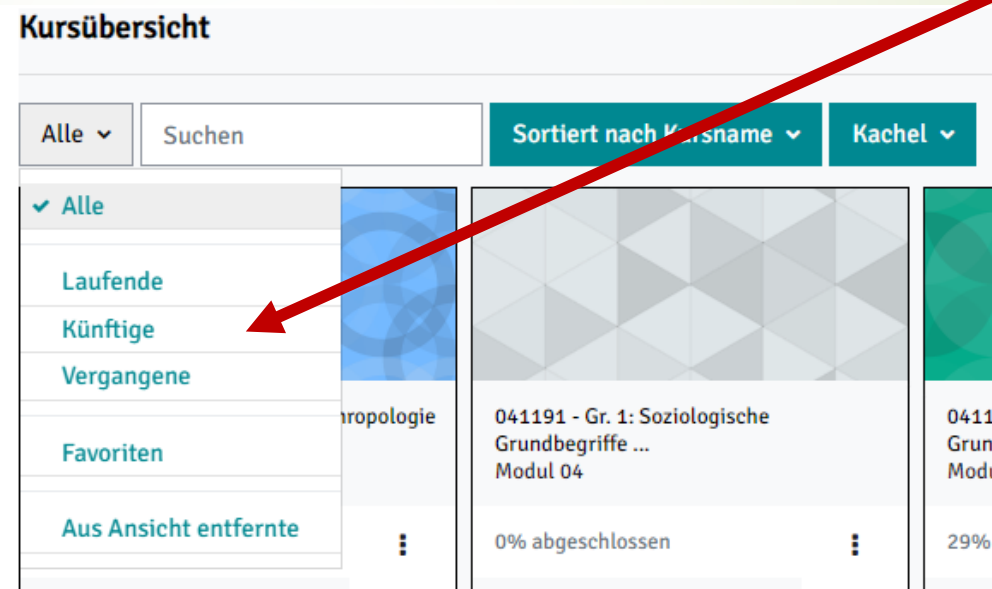 Kursübersicht
Alle
Suchen
Sortiert nach Kursname
Kachel
Alle
Laufende
Künftige
Vergangene
Favoriten
Aus Ansicht entfernte
041191 - Gr. 1: Soziologische
Grundbegriffe ...
Modul 04
0% abgeschlossen
29%